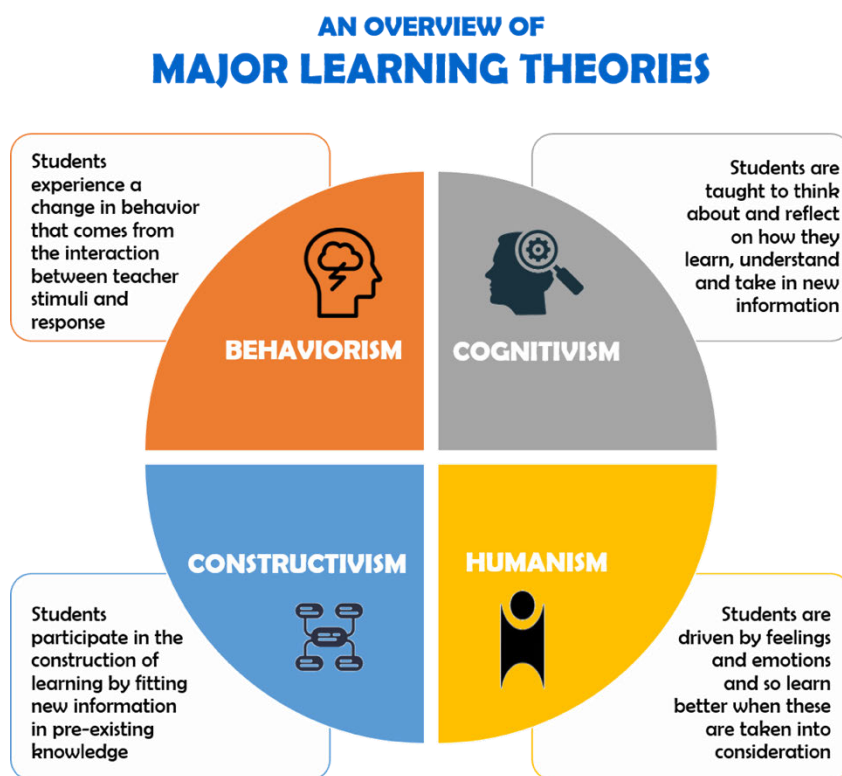 AN OVERVIEW OF
MAJOR LEARNING THEORIES
Students
experience a
change in behavior
that comes from
the interaction
between teacher
stimuli and
response
BEHAVIORISM
Students are
taught to think
about and reflect
on how they
learn, understand
and take in new
information
COGNITIVISM
CONSTRUCTIVISM
Students
participate in the
construction of
learning by fitting
new information
in pre-existing
knowledge
HUMANISM
Students are
driven by feelings
and emotions
and so learn
better when these
are taken into
consideration